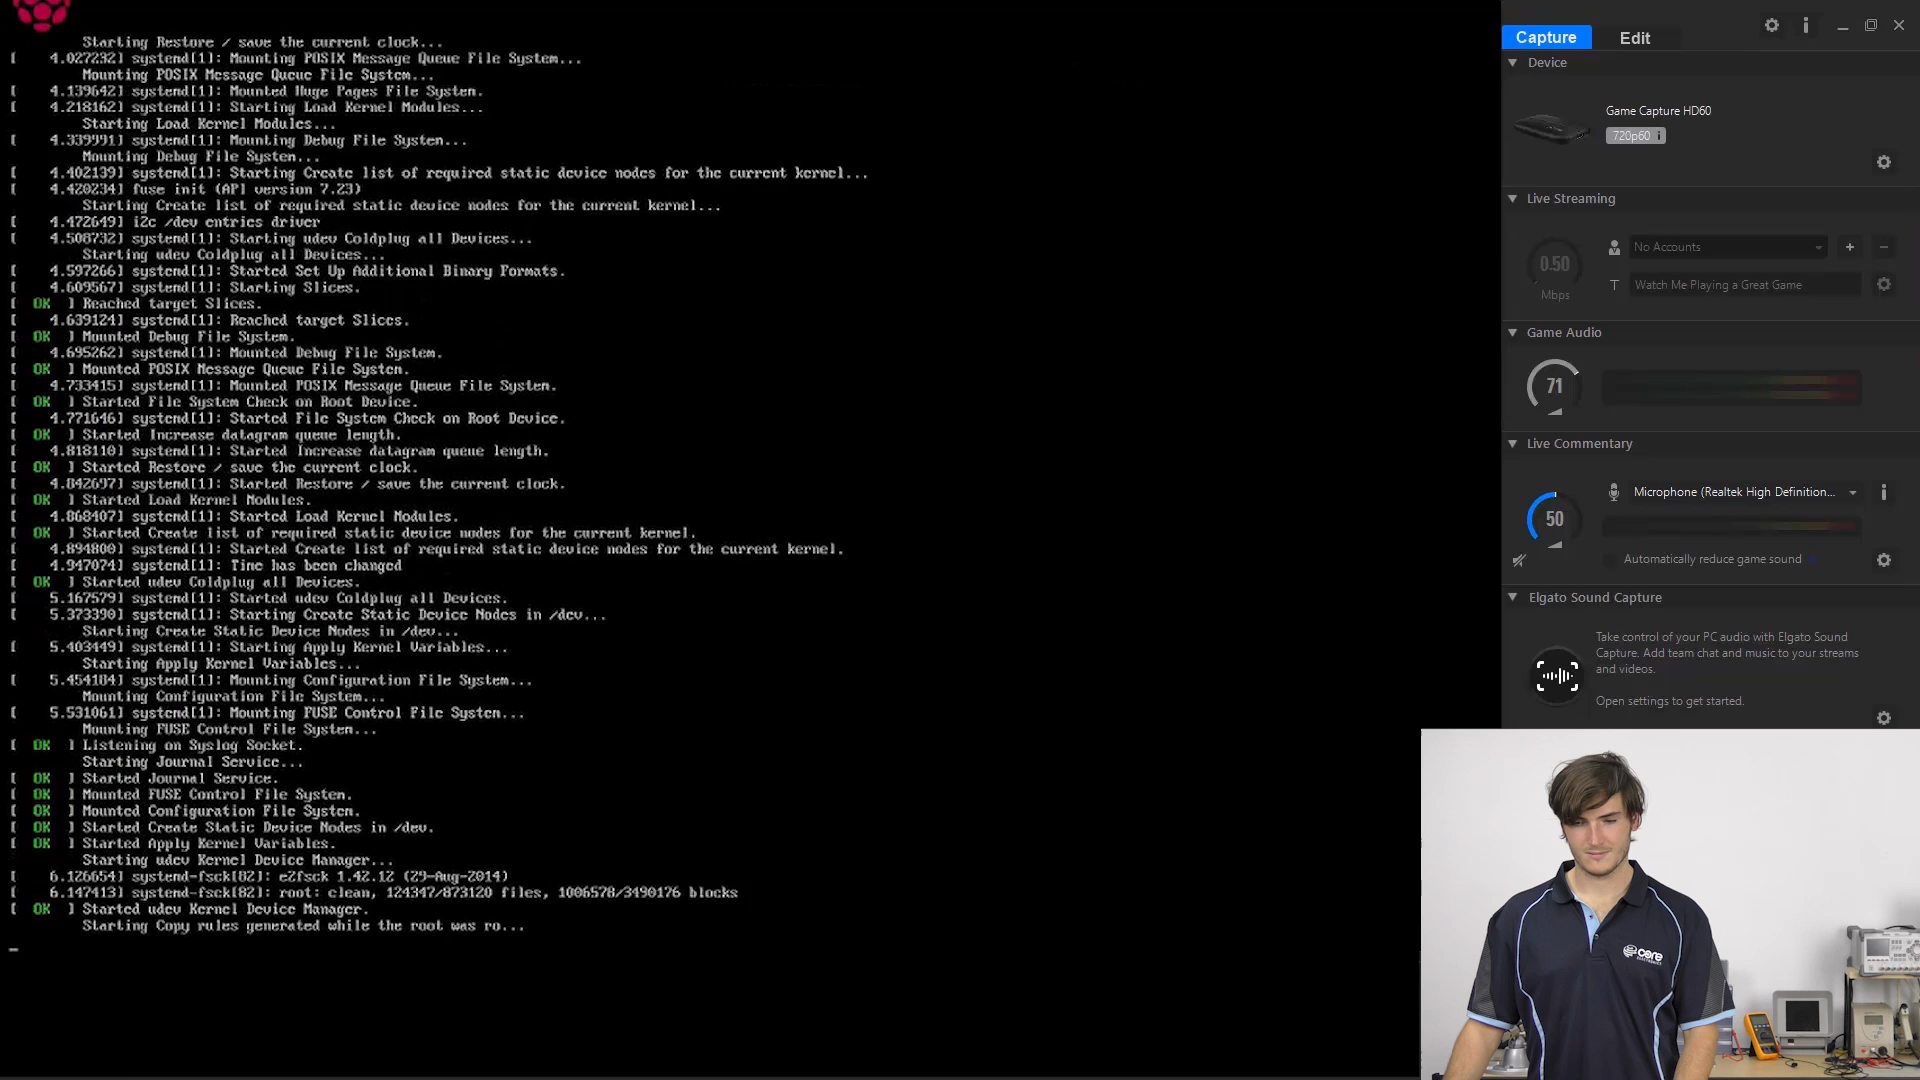 Starting Restore / save the current clock...
[    4.027232] systemd[1]: Mounting POSIX Message Queue File System...
Mounting POSIX Message Queue File System...
[    4.139642] systemd[1]: Mounted Huge Pages File System.
[    4.218162] systemd[1]: Starting Load Kernel Modules...
Starting Load Kernel Modules...
[    4.339991] systemd[1]: Mounting Debug File System...
Mounting Debug File System...
[    4.402139] systemd[1]: Starting Create list of required static device nodes for the current kernel...
[    4.420234] fuse init (API version 7.23)
Starting Create list of required static device nodes for the current kernel...
[    4.472649] i2c /dev entries driver
[    4.508732] systemd[1]: Starting udev Coldplug all Devices...
Starting udev Coldplug all Devices...
[    4.597266] systemd[1]: Started Set Up Additional Binary Formats.
[    4.609567] systemd[1]: Starting Slices.
[  OK  ] Reached target Slices.
[    4.639124] systemd[1]: Reached target Slices.
[  OK  ] Mounted Debug File System.
[    4.695262] systemd[1]: Mounted Debug File System.
[  OK  ] Mounted POSIX Message Queue File System.
[    4.733415] systemd[1]: Mounted POSIX Message Queue File System.
[  OK  ] Started File System Check on Root Device.
[    4.771646] systemd[1]: Started File System Check on Root Device.
[  OK  ] Started Increase datagram queue length.
[    4.818110] systemd[1]: Started Increase datagram queue length.
[  OK  ] Started Restore / save the current clock.
[    4.842697] systemd[1]: Started Restore / save the current clock.
[  OK  ] Started Load Kernel Modules.
[    4.868407] systemd[1]: Started Load Kernel Modules.
[  OK  ] Started Create list of required static device nodes for the current kernel.
[    4.894800] systemd[1]: Started Create list of required static device nodes for the current kernel.
[    4.947074] systemd[1]: Time has been changed
[  OK  ] Started udev Coldplug all Devices.
[    5.167579] systemd[1]: Started udev Coldplug all Devices.
[    5.373390] systemd[1]: Starting Create Static Device Nodes in /dev...
Starting Create Static Device Nodes in /dev...
[    5.403449] systemd[1]: Starting Apply Kernel Variables...
Starting Apply Kernel Variables...
[    5.454184] systemd[1]: Mounting Configuration File System...
Mounting Configuration File System...
[    5.531061] systemd[1]: Mounting FUSE Control File System...
Mounting FUSE Control File System...
[  OK  ] Listening on Syslog Socket.
Starting Journal Service...
[  OK  ] Started Journal Service.
[  OK  ] Mounted FUSE Control File System.
[  OK  ] Mounted Configuration File System.
[  OK  ] Started Create Static Device Nodes in /dev.
[  OK  ] Started Apply Kernel Variables.
Starting udev Kernel Device Manager...
[    6.126654] systemd-fsck[82]: e2fsck 1.42.12 (29-Aug-2014)
[    6.147413] systemd-fsck[82]: root: clean, 124347/873120 files, 1006578/3490176 blocks
[  OK  ] Started udev Kernel Device Manager.
Starting Copy rules generated while the root was ro...
Capture Edit
Device
Game Capture HD60
720p60 i
Live Streaming
No Accounts
0.50
Mbps
T Watch Me Playing a Great Game
Game Audio
71
Live Commentary
Microphone (Realtek High Definition...
50
Automatically reduce game sound
Elgato Sound Capture
Take control of your PC audio with Elgato Sound
Capture. Add team chat and music to your streams
and videos.
Open settings to get started.
core
ELECTRONICS